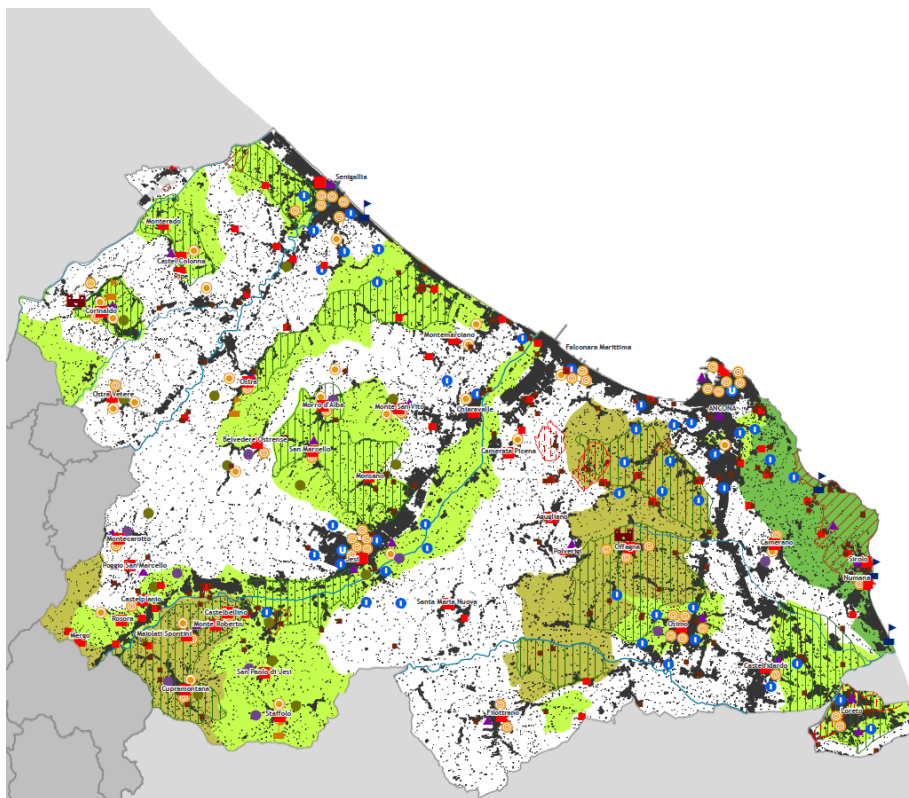 Senigallia
Monterado
Castel Colonna
Ripe
Corinaldo
Montemarciano
Falconara Marittima
Ostra
Ostra Vetere
Morro d'Alba
Monte San Vito
Chiaravalle
ANCONA
Belvedere Ostrense
San Marcello
Camerata Picena
Monsano
Agugliano
Montecarotto
Jesi
Polverigi
Offagna
Camerano
Sirolo
Poggio San Marcello
Numana
Castelplanio
Castelbellino
Santa Maria Nuova
Rosora
Monte Roberto
Osimo
Mergo
Maiolati Spontini
San Paolo di Jesi
Castelfidardo
Cupramontana
Staffolo
Filottrano
Loreto